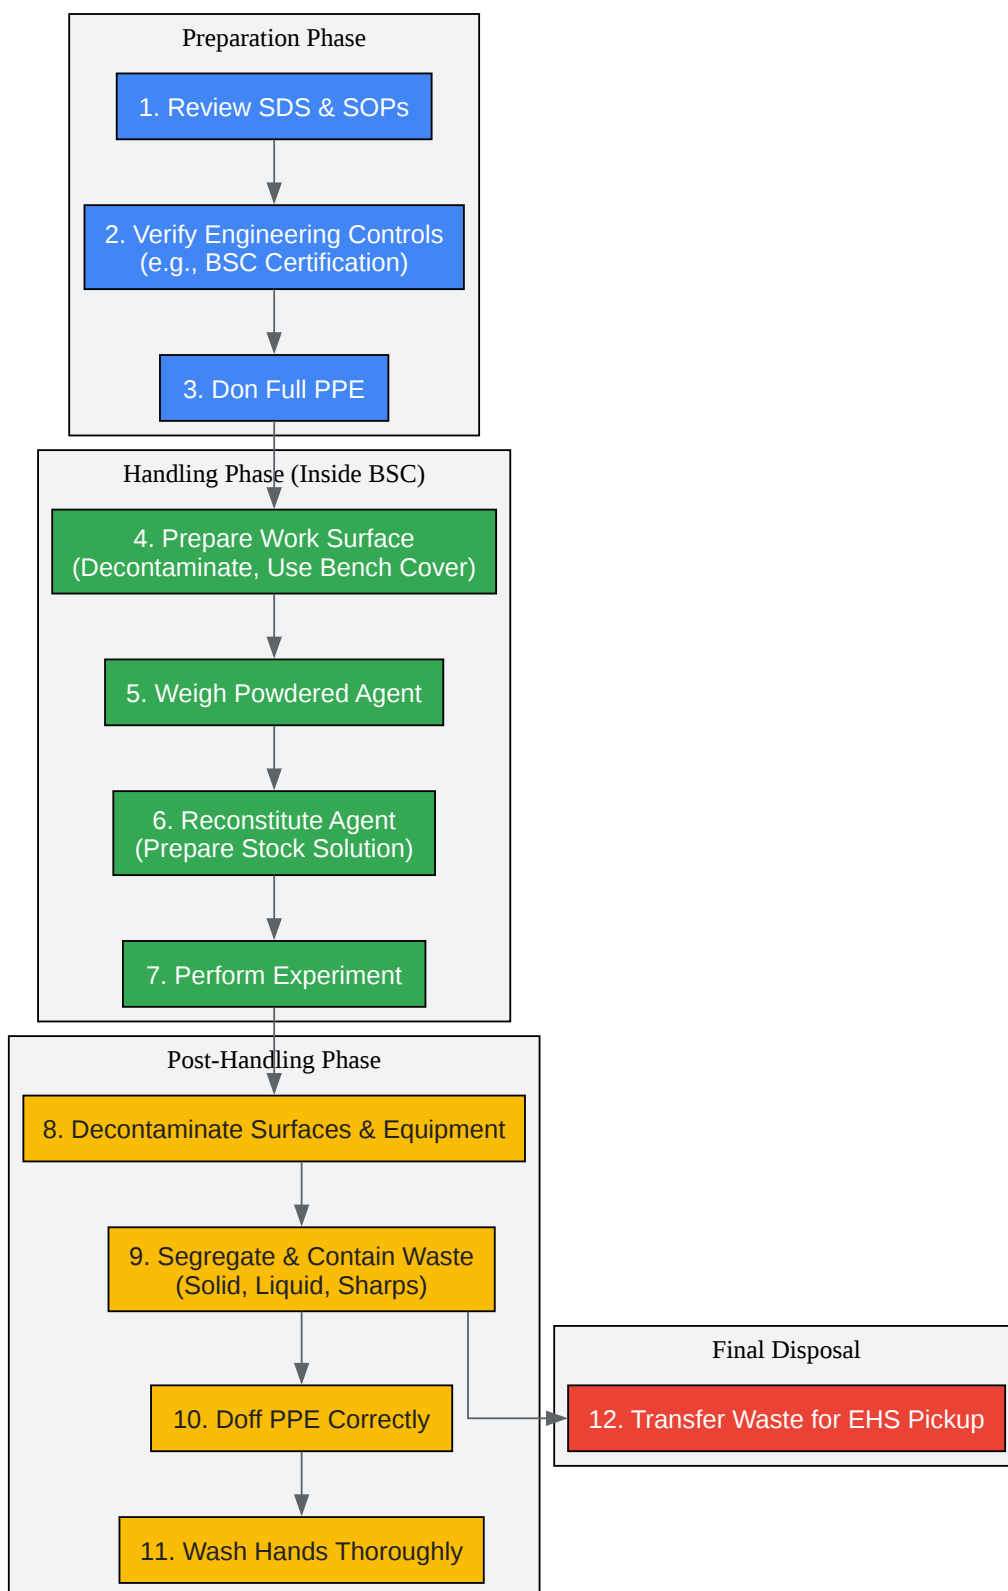 Preparation Phase
1. Review SDS & SOPs
2. Verify Engineering Controls
(e.g., BSC Certification)
3. Don Full PPE
Handling Phase (Inside BSC)
4. Prepare Work Surface
(Decontaminate, Use Bench Cover)
5. Weigh Powdered Agent
6. Reconstitute Agent
(Prepare Stock Solution)
7. Perform Experiment
Post-Handling Phase
8. Decontaminate Surfaces & Equipment
9. Segregate & Contain Waste
(Solid, Liquid, Sharps)
10. Doff PPE Correctly
11. Wash Hands Thoroughly
Final Disposal
12. Transfer Waste for EHS Pickup